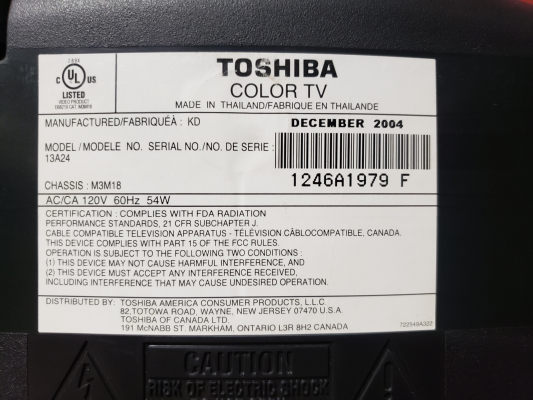 TOSHIBA
COLOR TV
MADE IN THAILAND/FABRIQUE EN THAILANDE
C UL US
LISTED
VIDEO PRODUCT
MANUFACTURED/FABRIQUÉÀ : KD DECEMBER 2004
MODEL/MODELE NO. SERIAL NO./NO. DE SERIE :
13A24
1246A1979 F
CHASSIS : M3M18
AC/CA 120V 60Hz 54W
CERTIFICATION : COMPLIES WITH FDA RADIATION
PERFORMANCE STANDARDS, 21 CFR SUBCHAPTER J.
CABLE COMPATIBLE TELEVISION APPARATUS - TÉLÉVISION CÂBLOCOMPATIBLE, CANADA.
THIS DEVICE COMPLIES WITH PART 15 OF THE FCC RULES.
OPERATION IS SUBJECT TO THE FOLLOWING TWO CONDITIONS :
(1) THIS DEVICE MAY NOT CAUSE HARMFUL INTERFERENCE, AND
(2) THIS DEVICE MUST ACCEPT ANY INTERFERENCE RECEIVED,
INCLUDING INTERFERENCE THAT MAY CAUSE UNDESIRED OPERATION.
DISTRIBUTED BY : TOSHIBA AMERICA CONSUMER PRODUCTS, L.L.C.
82,TOTOWA ROAD, WAYNE, NEW JERSEY 07470 U.S.A.
TOSHIBA OF CANADA LTD.
191 McNABB ST. MARKHAM, ONTARIO L3R 8H2 CANADA
CAUTION
RISK OF ELECTRIC SHOCK